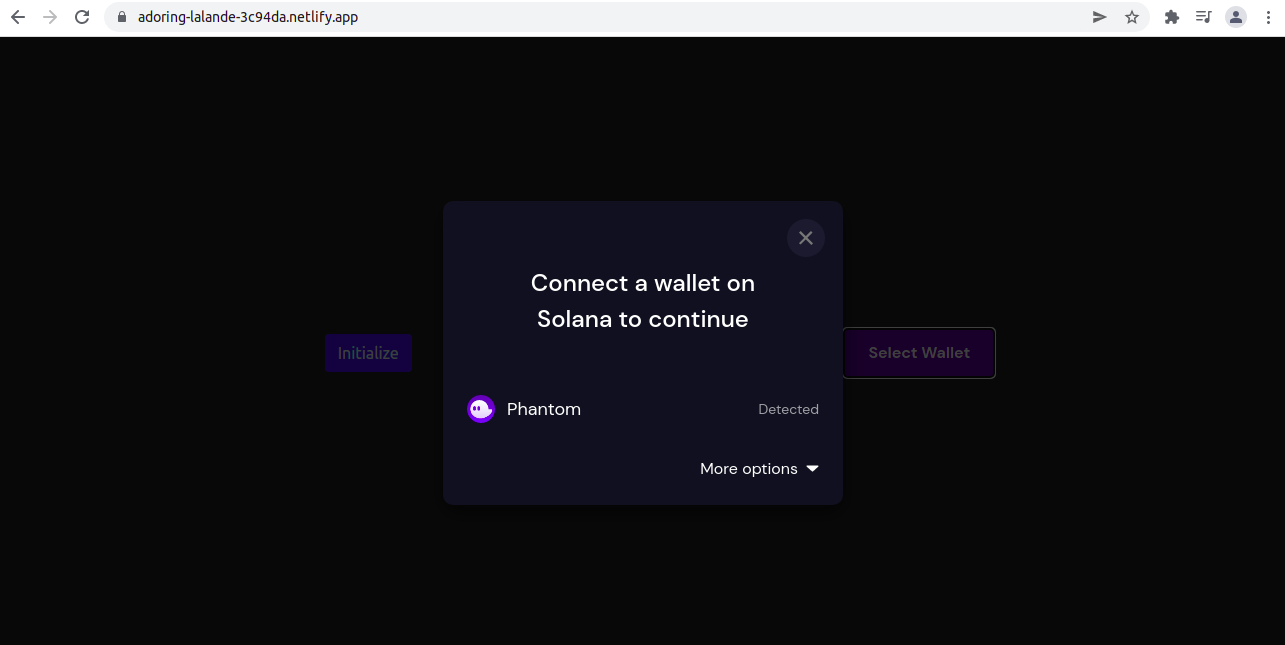 adoring-lalande-3c94da.netlify.app
Connect a wallet on
Solana to continue
Initialize
Select Wallet
Phantom
Detected
More options